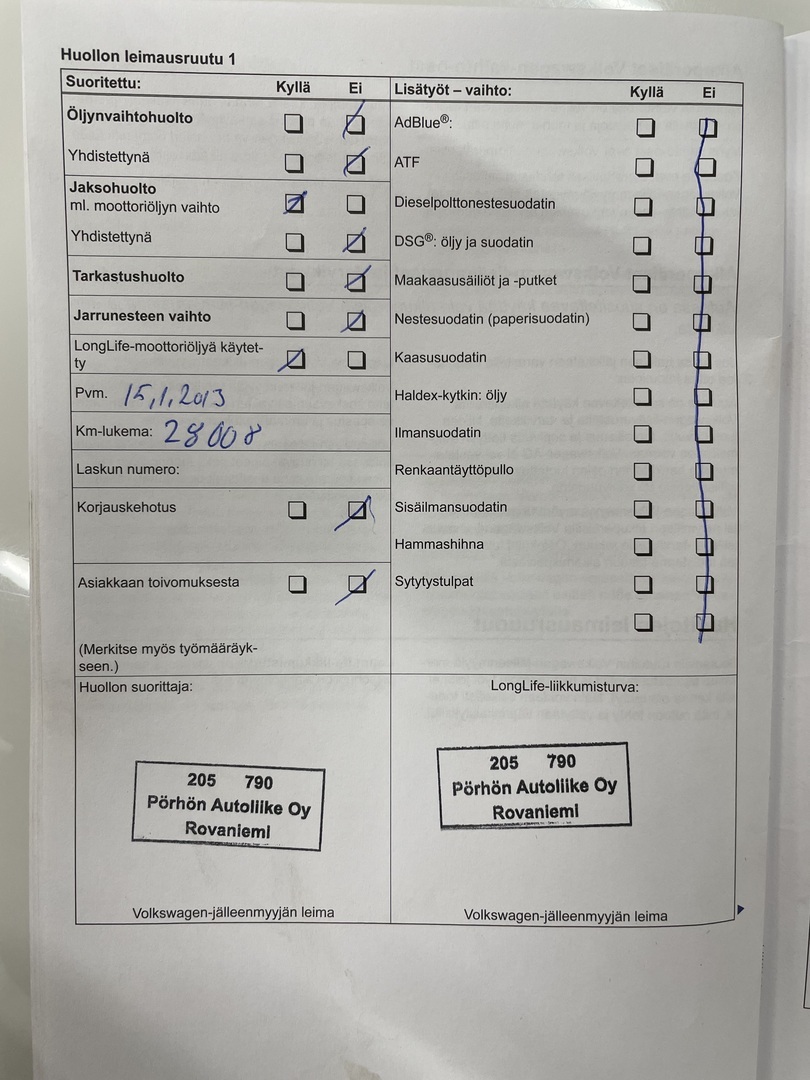 Huollon leimausruutu 1
Suoritettu: Kyllä Ei
Öljynvaihtohuolto
Yhdistettynä
Jaksohuolto
ml. moottoriöljyn vaihto
Yhdistettynä
Tarkastushuolto
Jarrunesteen vaihto
LongLife-moottoriöljyä käytet-
ty
Pvm. 15,1,2013
Km-lukema: 28008
Laskun numero:
Korjauskehotus
Asiakkaan toivomuksesta
(Merkitse myös työmääräyk-
seen.)
Huollon suorittaja:
205 790
Pörhön Autoliike Oy
Rovaniemi
Volkswagen-jälleenmyyjän leima
Lisätyöt – vaihto: Kyllä Ei
AdBlue®:
ATF
Dieselpolttonestesuodatin
DSG®: öljy ja suodatin
Maakaasusäiliöt ja -putket
Nestesuodatin (paperisuodatin)
Kaasusuodatin
Haldex-kytkin: öljy
Ilmansuodatin
Renkaantäyttöpullo
Sisäilmansuodatin
Hammashihna
Sytytystulpat
LongLife-liikkumisturva:
205 790
Pörhön Autoliike Oy
Rovaniemi
Volkswagen-jälleenmyyjän leima